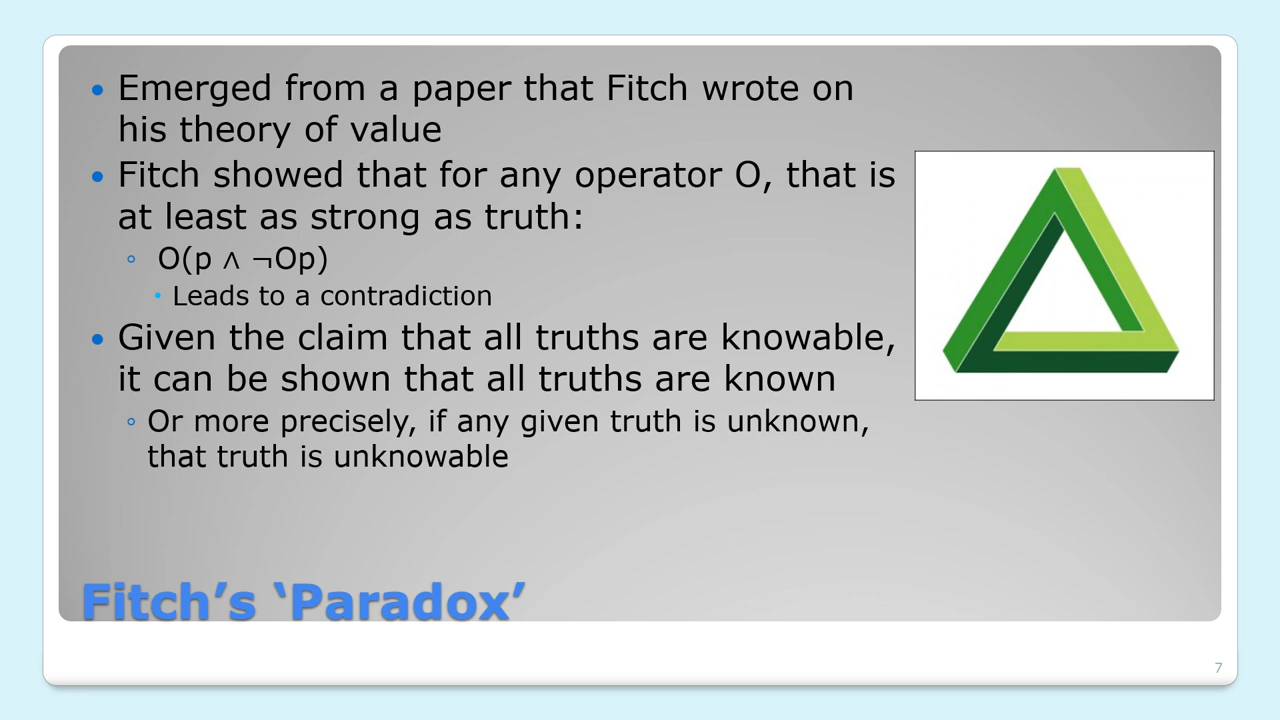 • Emerged from a paper that Fitch wrote on
his theory of value
• Fitch showed that for any operator O, that is
at least as strong as truth:
◦ O(p ∧ ¬Op)
• Leads to a contradiction
• Given the claim that all truths are knowable,
it can be shown that all truths are known
◦ Or more precisely, if any given truth is unknown,
that truth is unknowable
Fitch’s ‘Paradox’
7